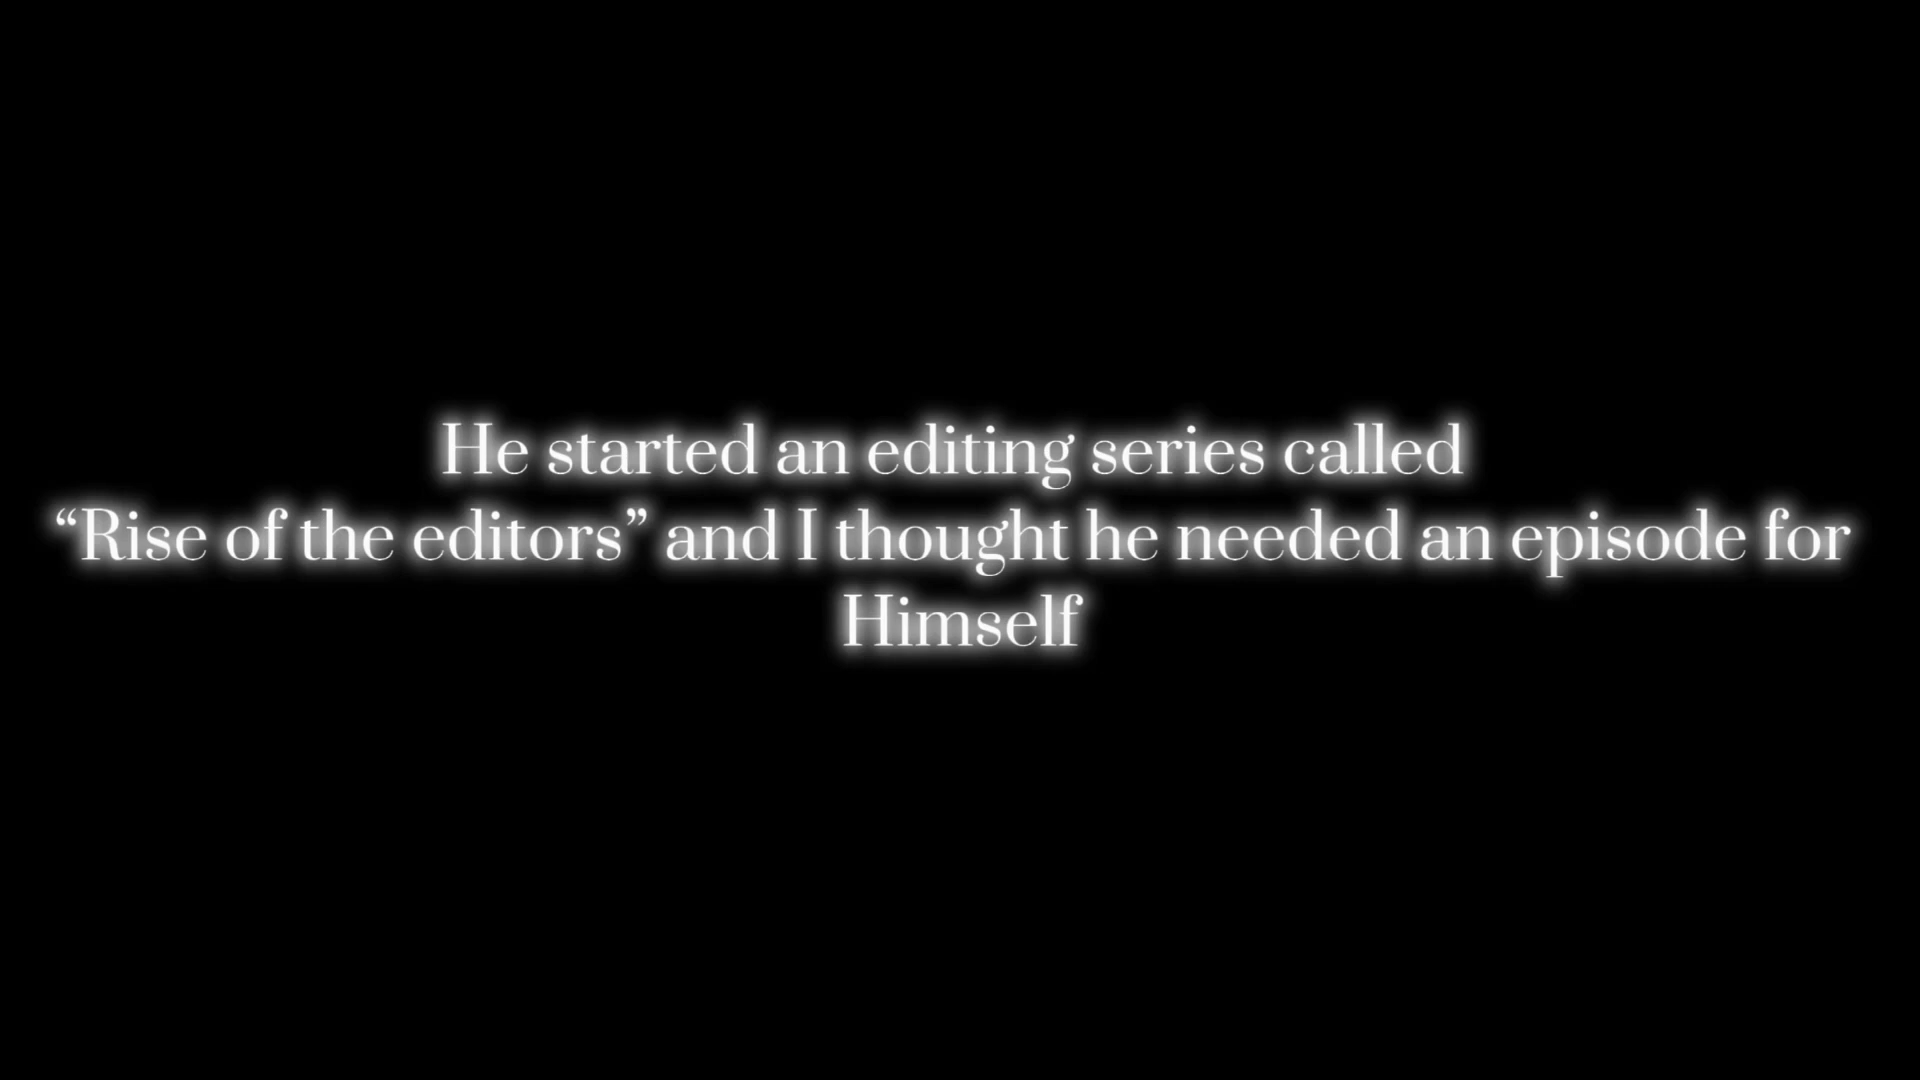 He started an editing series called
“Rise of the editors” and I thought he needed an episode for
Himself